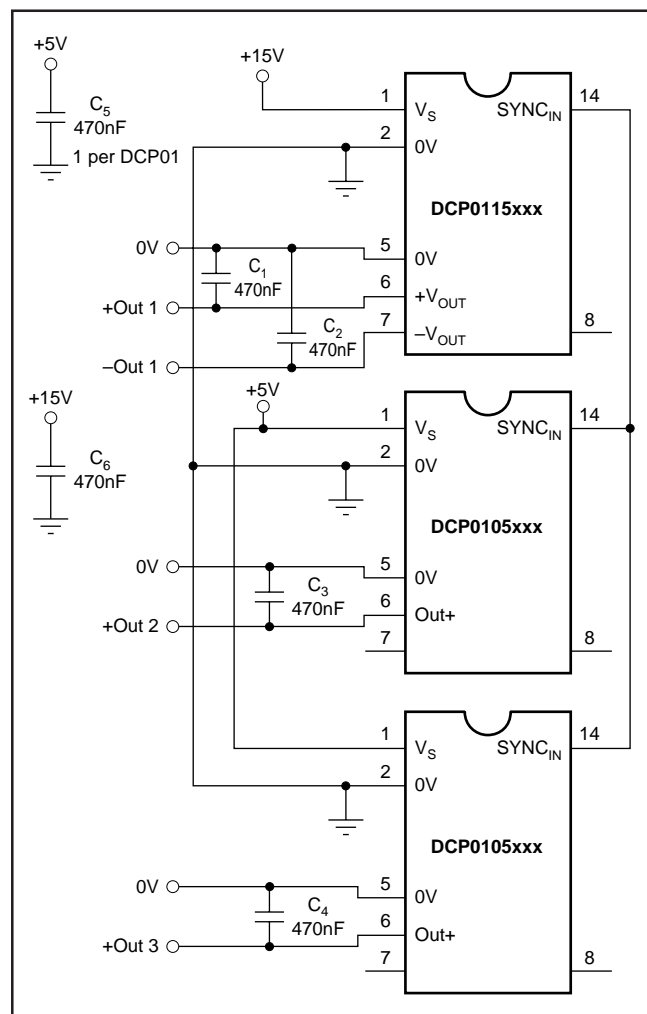 +5V
C5
470nF
1 per DCP01
+15V
1
VS
SYNCIN
14
2
0V
DCP0115xxx
0V
5
0V
C1
470nF
+Out 1
6
+VOUT
C2
470nF
–Out 1
7
–VOUT
8
+15V
C6
470nF
+5V
1
VS
SYNCIN
14
2
0V
DCP0105xxx
0V
5
0V
C3
470nF
+Out 2
6
Out+
7
8
1
VS
SYNCIN
14
2
0V
DCP0105xxx
0V
5
0V
C4
470nF
+Out 3
6
Out+
7
8